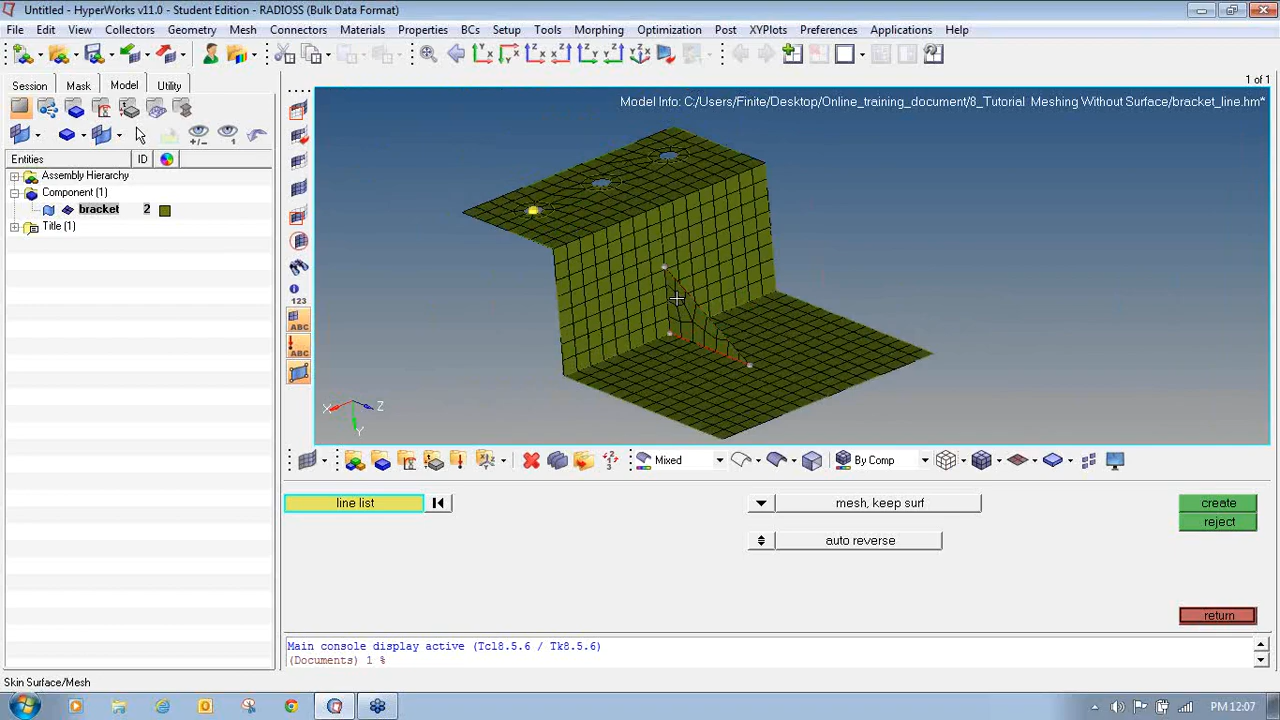 Untitled - HyperWorks v11.0 - Student Edition - RADIOSS (Bulk Data Format)
File Edit View Collectors Geometry Mesh Connectors Materials Properties BCs Setup Tools Morphing Optimization Post XYPlots Preferences Applications Help
1 of 1
Session Mask Model Utility
Model Info: C:/Users/Finite/Desktop/Online_training_document/8_Tutorial Meshing Without Surface/bracket_line.hm*
Entities ID
Assembly Hierarchy
Component (1)
bracket 2
Title (1)
123
ABC
ABC
X Z
Y
Mixed By Comp
line list mesh, keep surf create
reject
auto reverse
return
Main console display active (Tcl8.5.6 / Tk8.5.6)
(Documents) 1 %
Skin Surface/Mesh
PM 12:07